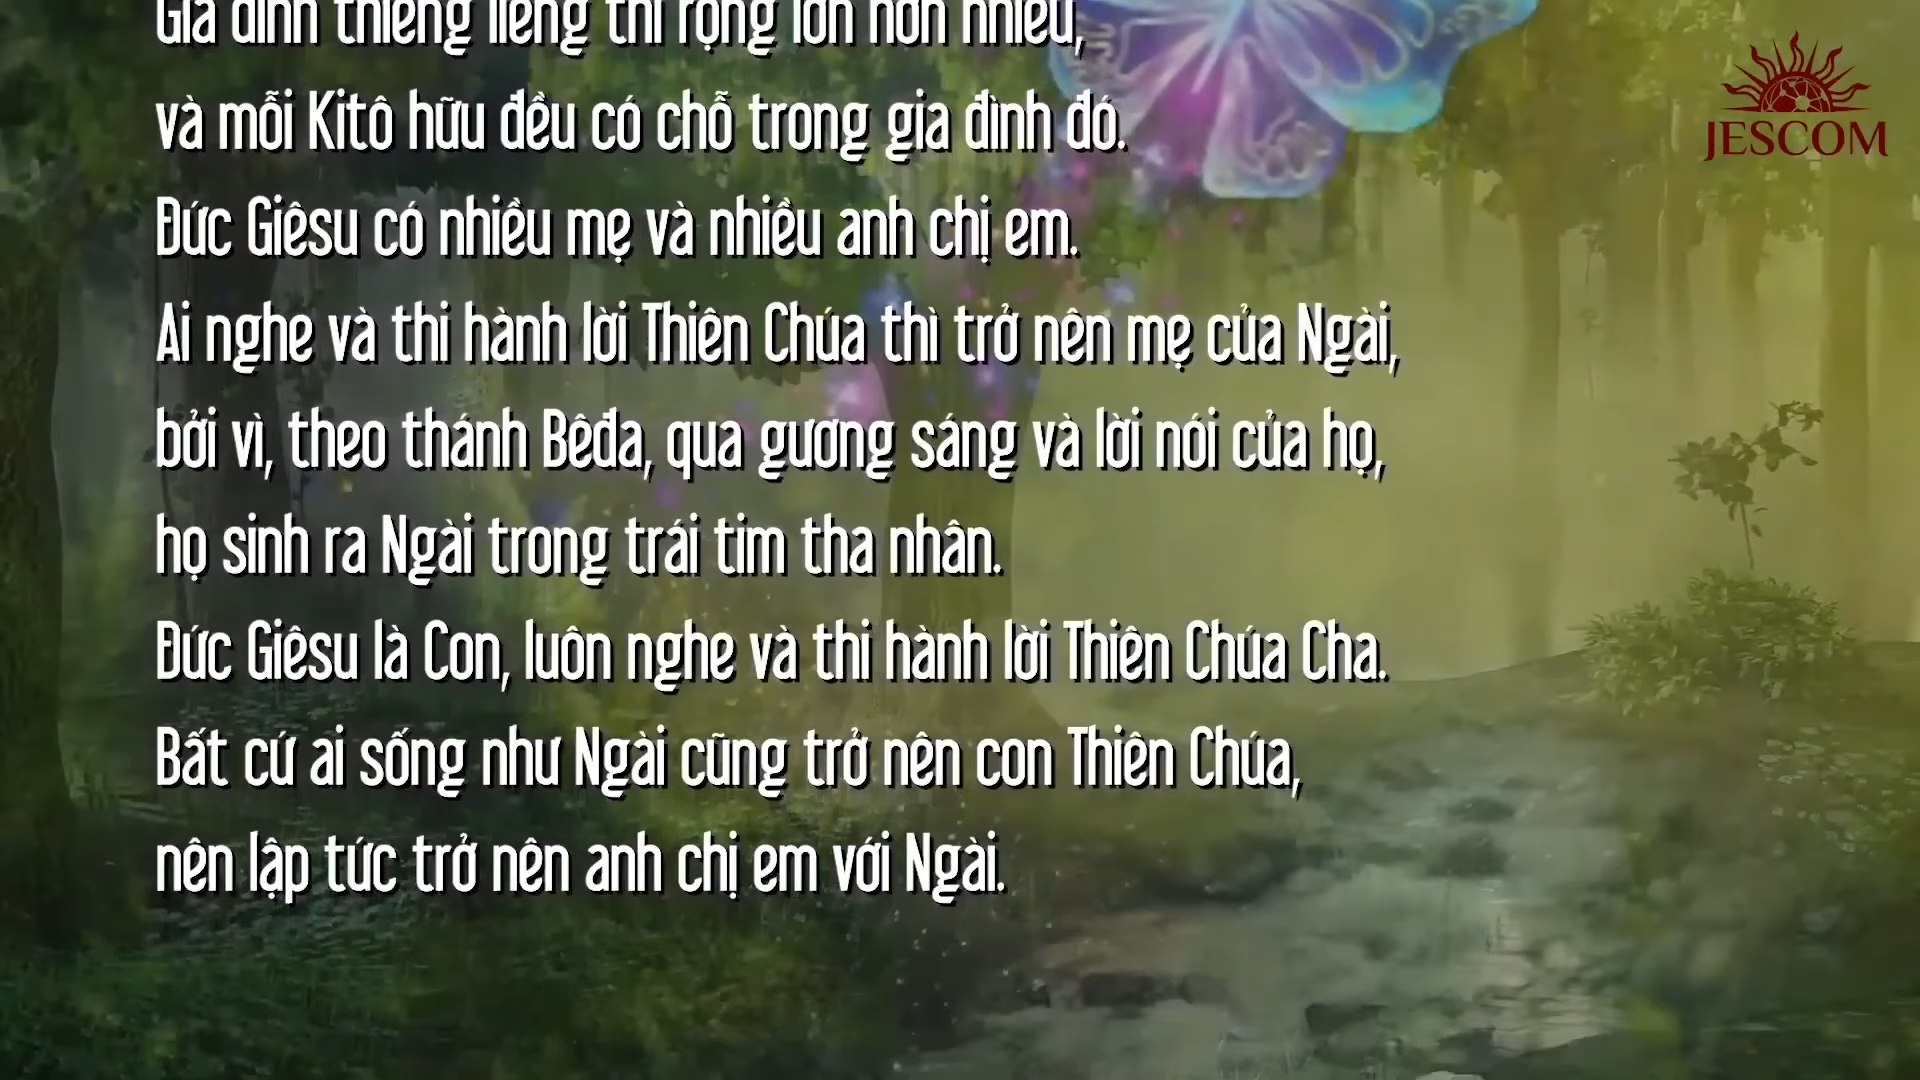 Gia đình thiêng liêng thì rộng lớn hơn nhiều,
và mỗi Kitô hữu đều có chỗ trong gia đình đó.
Đức Giêsu có nhiều mẹ và nhiều anh chị em.
Ai nghe và thi hành lời Thiên Chúa thì trở nên mẹ của Ngài,
bởi vì, theo thánh Bêđa, qua gương sáng và lời nói của họ,
họ sinh ra Ngài trong trái tim tha nhân.
Đức Giêsu là Con, luôn nghe và thi hành lời Thiên Chúa Cha.
Bất cứ ai sống như Ngài cũng trở nên con Thiên Chúa,
nên lập tức trở nên anh chị em với Ngài.
JESCOM